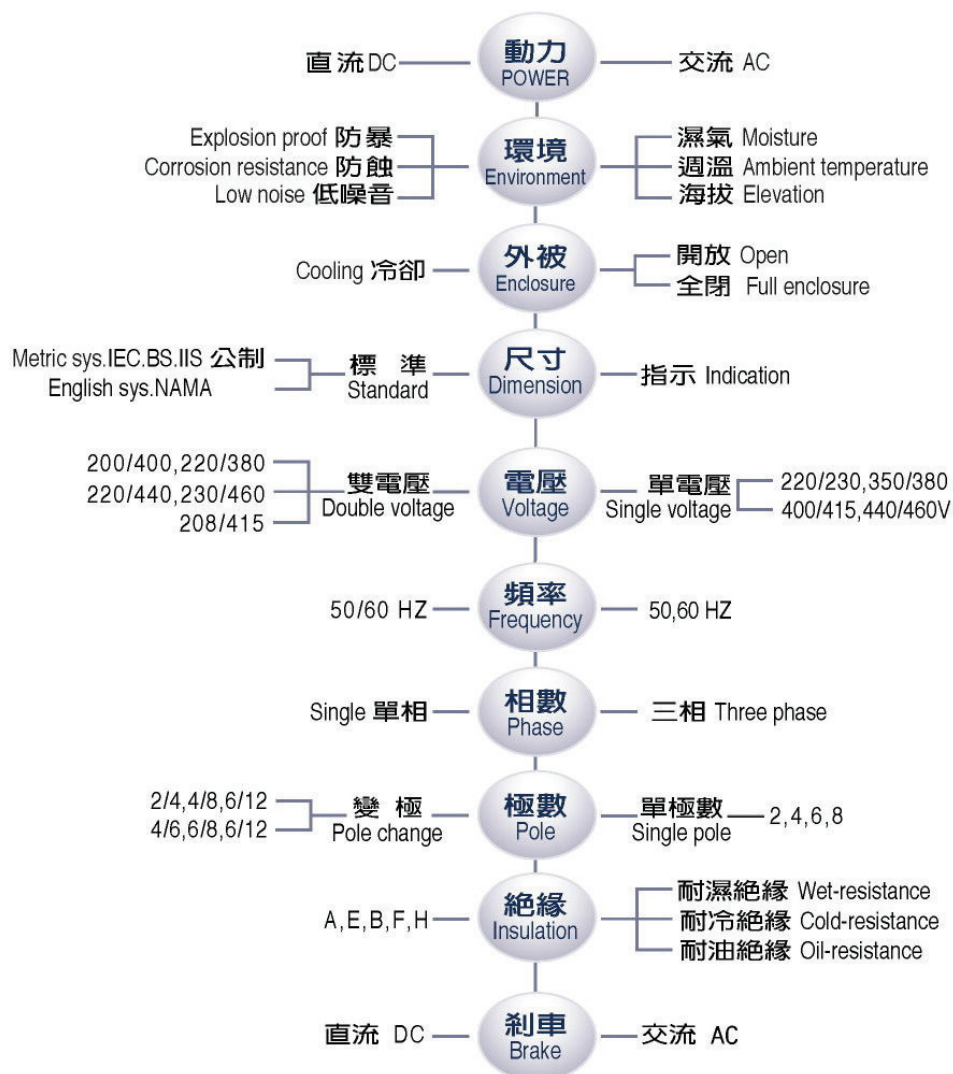 直流 DC
動力
POWER
交流 AC
Explosion proof 防暴
Corrosion resistance 防蝕
Low noise 低噪音
環境
Environment
濕氣 Moisture
週溫 Ambient temperature
海拔 Elevation
Cooling 冷卻
外被
Enclosure
開放 Open
全閉 Full enclosure
Metric sys.IEC.BS.IIS 公制
English sys.NAMA
標準
Standard
尺寸
Dimension
指示 Indication
200/400,220/380
220/440,230/460
208/415
雙電壓
Double voltage
電壓
Voltage
單電壓
Single voltage
220/230,350/380
400/415,440/460V
50/60 HZ
頻率
Frequency
50,60 HZ
Single 單相
相數
Phase
三相 Three phase
2/4,4/8,6/12
4/6,6/8,6/12
變極
Pole change
極數
Pole
單極數
Single pole
2,4,6,8
A,E,B,F,H
絕緣
Insulation
耐濕絕緣 Wet-resistance
耐冷絕緣 Cold-resistance
耐油絕緣 Oil-resistance
直流 DC
剎車
Brake
交流 AC